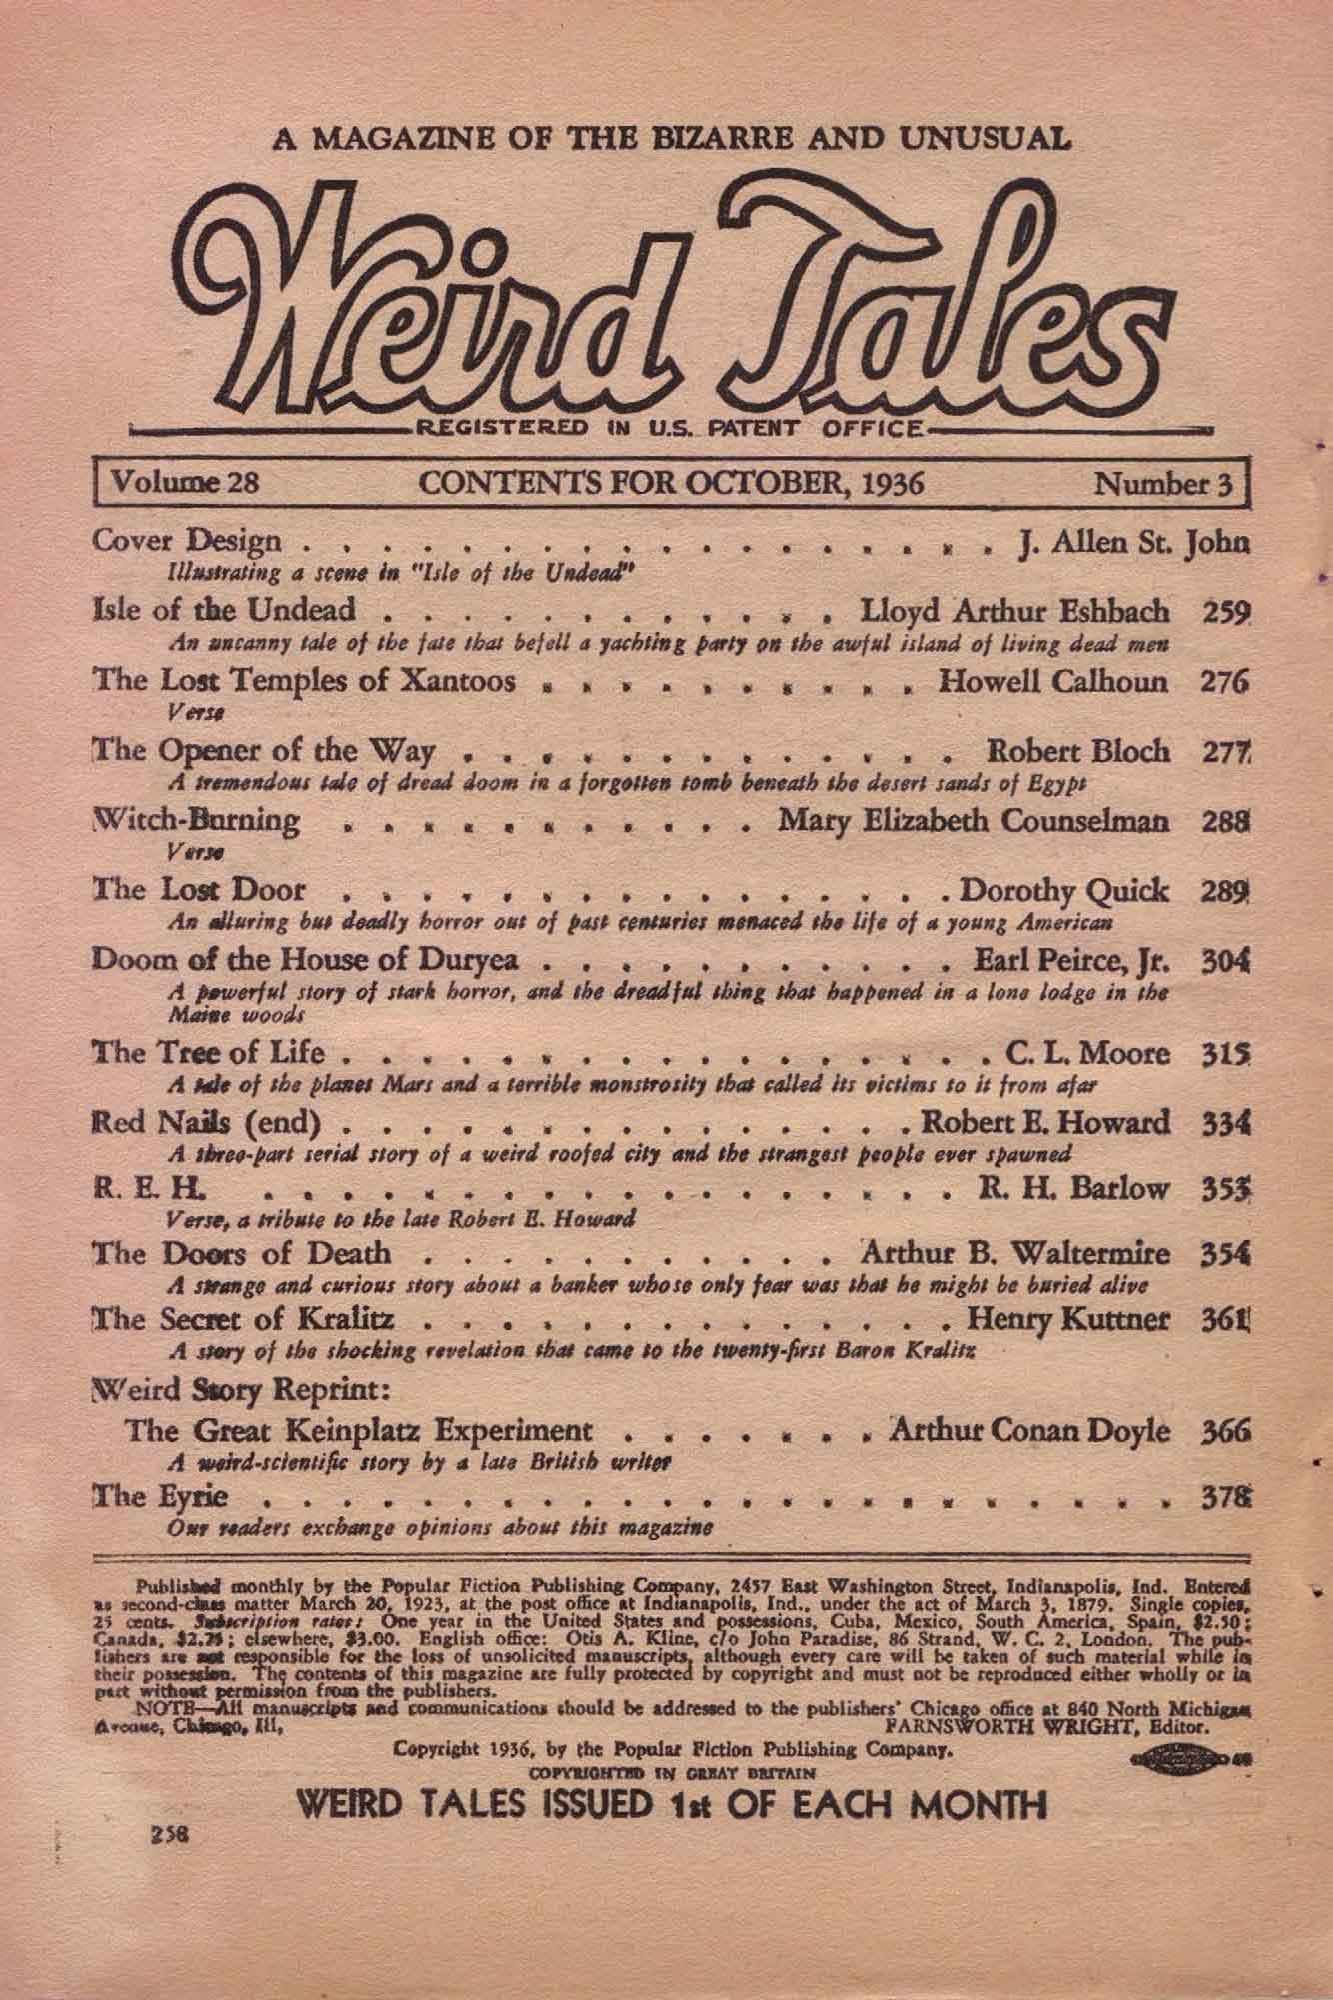 A MAGAZINE OF THE BIZARRE AND UNUSUAL
Weird Tales
REGISTERED IN U.S. PATENT OFFICE
Volume 28 CONTENTS FOR OCTOBER, 1936 Number 3
Cover Design . . . . . . . . . . . . . . . . . . J. Allen St. John
Illustrating a scene in "Isle of the Undead"
Isle of the Undead . . . . . . . . . . . . Lloyd Arthur Eshbach 259
An uncanny tale of the fate that befell a yachting party on the awful island of living dead men
The Lost Temples of Xantoos . . . . . . . . . . Howell Calhoun 276
Verse
The Opener of the Way . . . . . . . . . . . . . Robert Bloch 277
A tremendous tale of dread doom in a forgotten tomb beneath the desert sands of Egypt
Witch-Burning . . . . . . . . . . . Mary Elizabeth Counselman 288
Verse
The Lost Door . . . . . . . . . . . . . . . . Dorothy Quick 289
An alluring but deadly horror out of past centuries menaced the life of a young American
Doom of the House of Duryea . . . . . . . . . . . Earl Peirce, Jr. 304
A powerful story of stark horror, and the dreadful thing that happened in a lone lodge in the
Maine woods
The Tree of Life . . . . . . . . . . . . . . . . . C. L. Moore 315
A tale of the planet Mars and a terrible monstrosity that called its victims to it from afar
Red Nails (end) . . . . . . . . . . . . . . . Robert E. Howard 334
A three-part serial story of a weird roofed city and the strangest people ever spawned
R. E. H. . . . . . . . . . . . . . . . . . . R. H. Barlow 353
Verse, a tribute to the late Robert E. Howard
The Doors of Death . . . . . . . . . . . Arthur B. Waltermire 354
A strange and curious story about a banker whose only fear was that he might be buried alive
The Secret of Kralitz . . . . . . . . . . . . . . Henry Kuttner 361
A story of the shocking revelation that came to the twenty-first Baron Kralitz
Weird Story Reprint:
The Great Keinplatz Experiment . . . . . . . Arthur Conan Doyle 366
A weird-scientific story by a late British writer
The Eyrie . . . . . . . . . . . . . . . . . . . . . . . 378
Our readers exchange opinions about this magazine
Published monthly by the Popular Fiction Publishing Company, 2457 East Washington Street, Indianapolis, Ind. Entered
as second-class matter March 20, 1923, at the post office at Indianapolis, Ind., under the act of March 3, 1879. Single copies,
25 cents. Subscription rates: One year in the United States and possessions, Cuba, Mexico, South America, Spain, $2.50;
Canada, $2.75; elsewhere, $3.00. English office: Otis A. Kline, c/o John Paradise, 86 Strand, W. C. 2, London. The pub-
lishers are not responsible for the loss of unsolicited manuscripts, although every care will be taken of such material while in
their possession. The contents of this magazine are fully protected by copyright and must not be reproduced either wholly or in
part without permission from the publishers.
NOTE—All manuscripts and communications should be addressed to the publishers' Chicago office at 840 North Michigan
Avenue, Chicago, Ill, FARNSWORTH WRIGHT, Editor.
Copyright 1936, by the Popular Fiction Publishing Company.
COPYRIGHTED IN GREAT BRITAIN
WEIRD TALES ISSUED 1st OF EACH MONTH
258